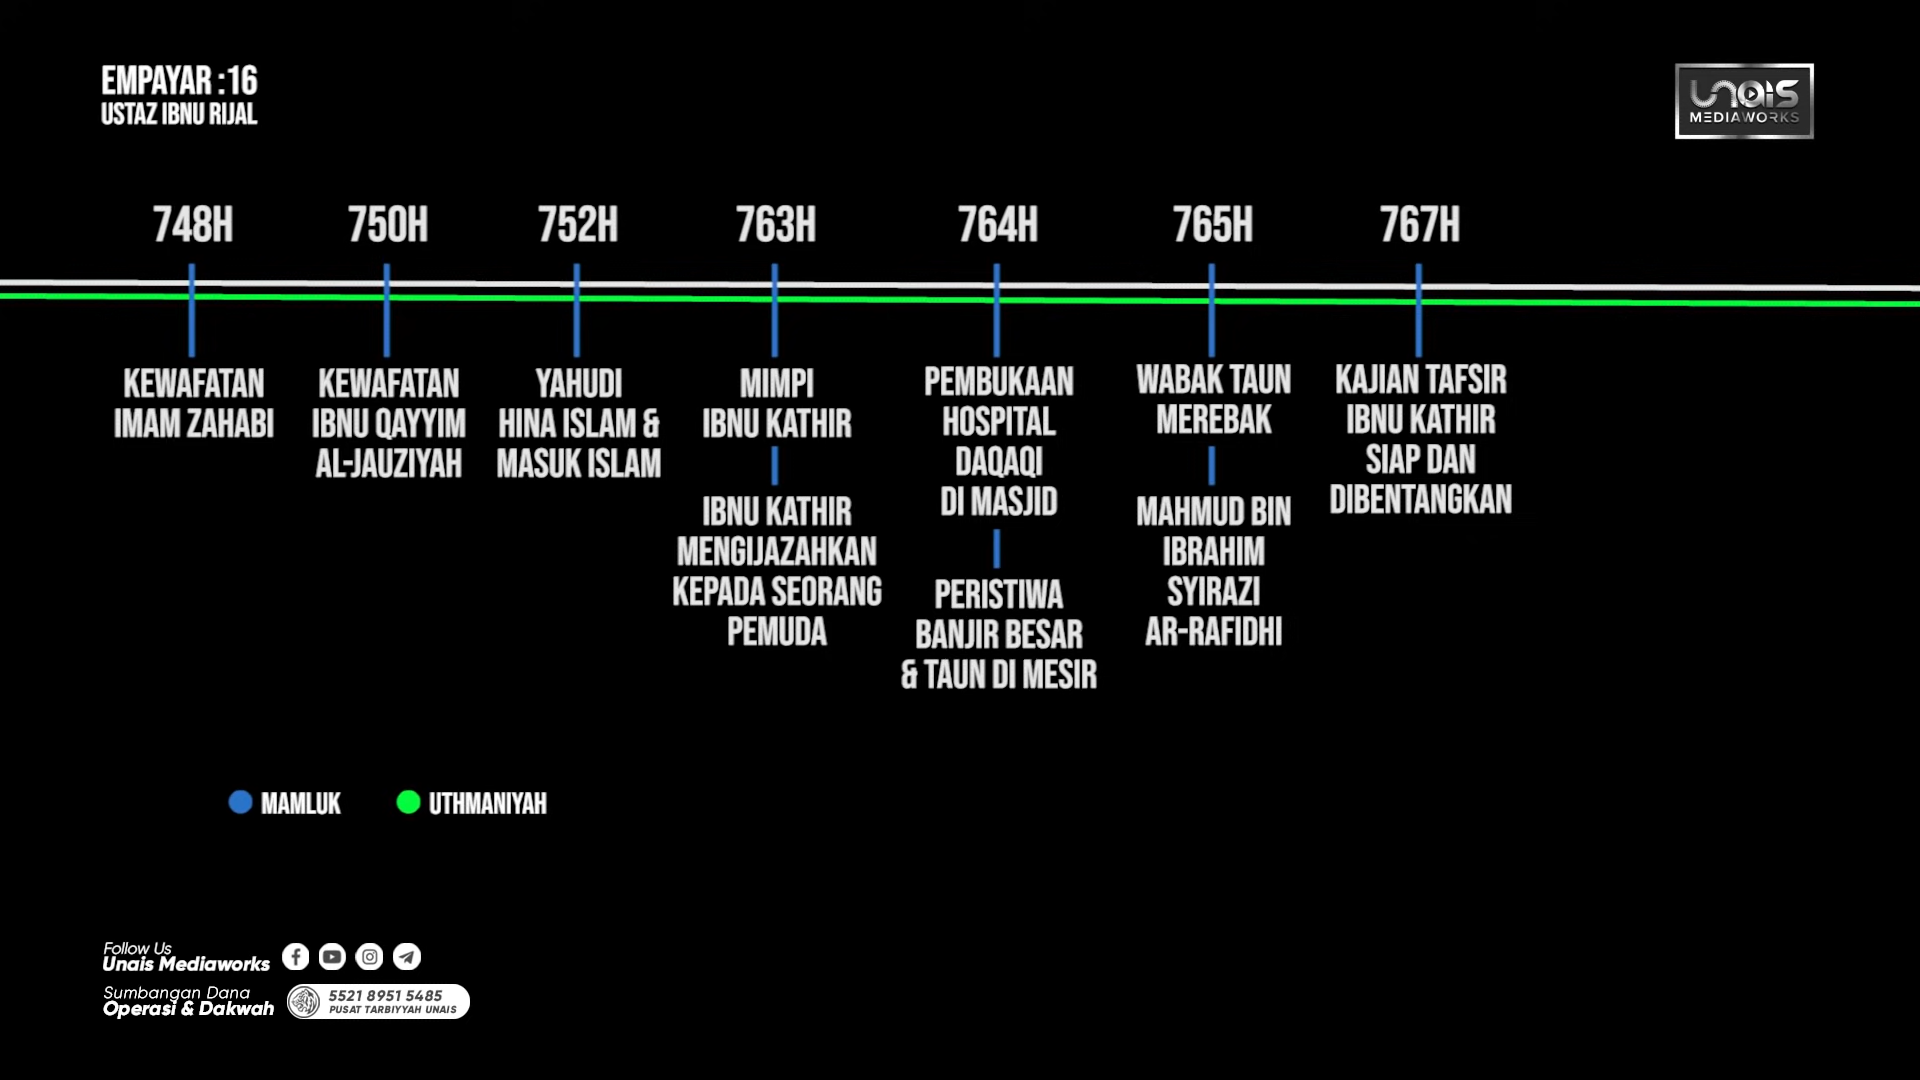 EMPAYAR :16
USTAZ IBNU RIJAL
UNAIS
MEDIAWORKS
748H
KEWAFATAN
IMAM ZAHABI
750H
KEWAFATAN
IBNU QAYYIM
AL-JAUZIYAH
752H
YAHUDI
HINA ISLAM &
MASUK ISLAM
763H
MIMPI
IBNU KATHIR
IBNU KATHIR
MENGIJAZAHKAN
KEPADA SEORANG
PEMUDA
764H
PEMBUKAAN
HOSPITAL
DAQAQI
DI MASJID
PERISTIWA
BANJIR BESAR
& TAUN DI MESIR
765H
WABAK TAUN
MEREBAK
MAHMUD BIN
IBRAHIM
SYIRAZI
AR-RAFIDHI
767H
KAJIAN TAFSIR
IBNU KATHIR
SIAP DAN
DIBENTANGKAN
MAMLUK
UTHMANIYAH
Follow Us
Unais Mediaworks
Sumbangan Dana
Operasi & Dakwah
5521 8951 5485
PUSAT TARBIYYAH UNAIS